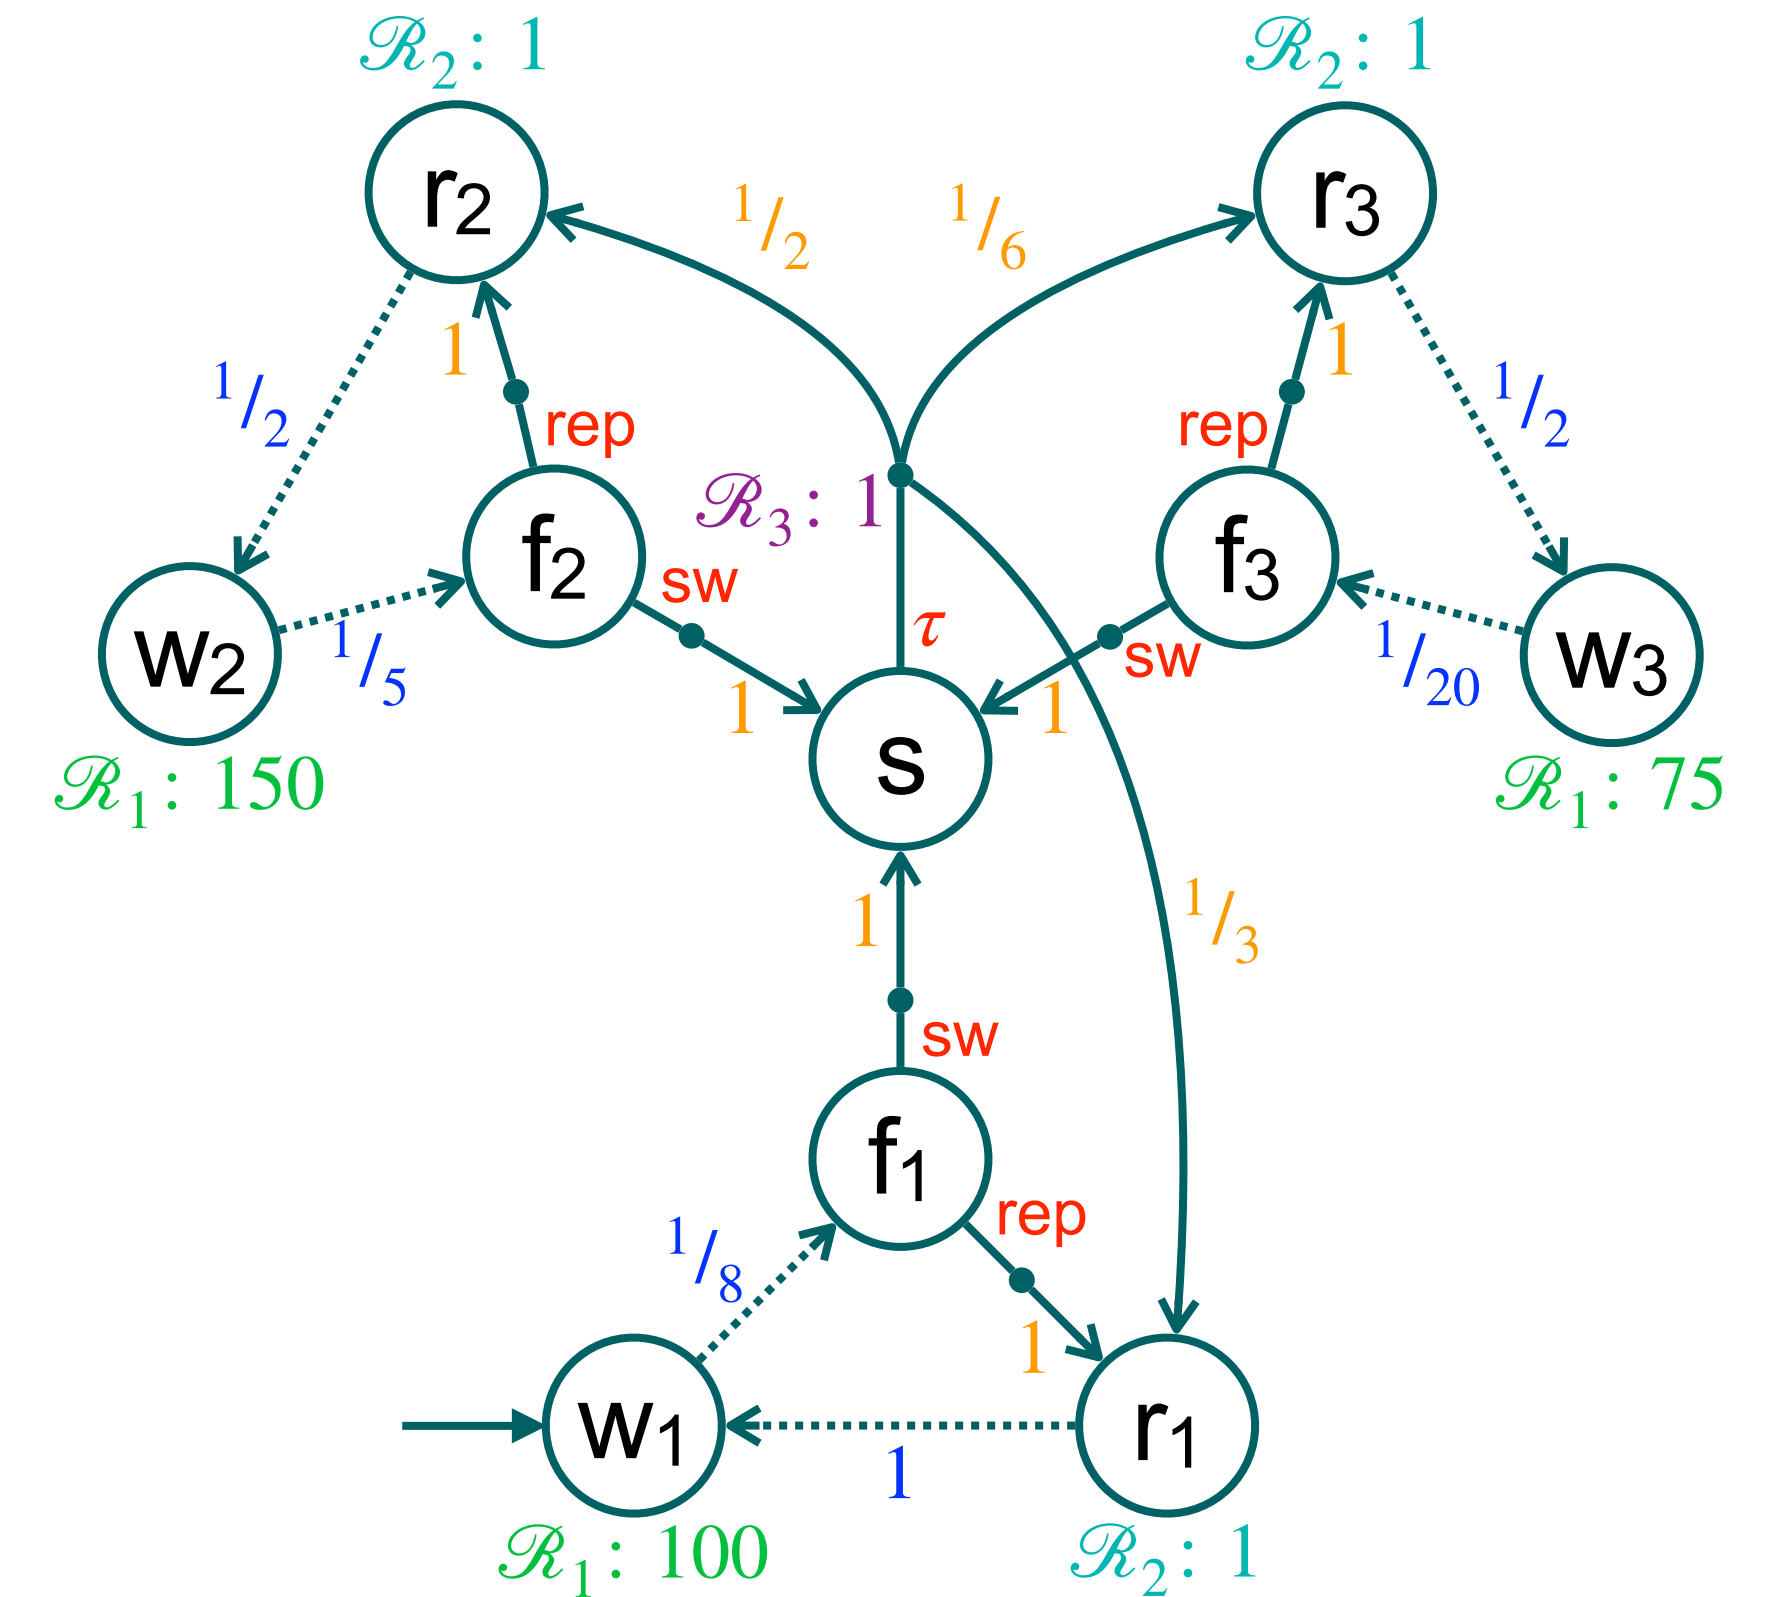 ℛ₂: 1
ℛ₂: 1
r₂
¹/₂
¹/₆
r₃
1
1
¹/₂
rep
rep
¹/₂
ℛ₃: 1
f₂
f₃
sw
τ
sw
w₂
¹/₅
¹/₂₀
w₃
1
1
s
ℛ₁: 150
ℛ₁: 75
1
¹/₃
sw
f₁
rep
¹/₈
1
w₁
r₁
1
ℛ₁: 100
ℛ₂: 1